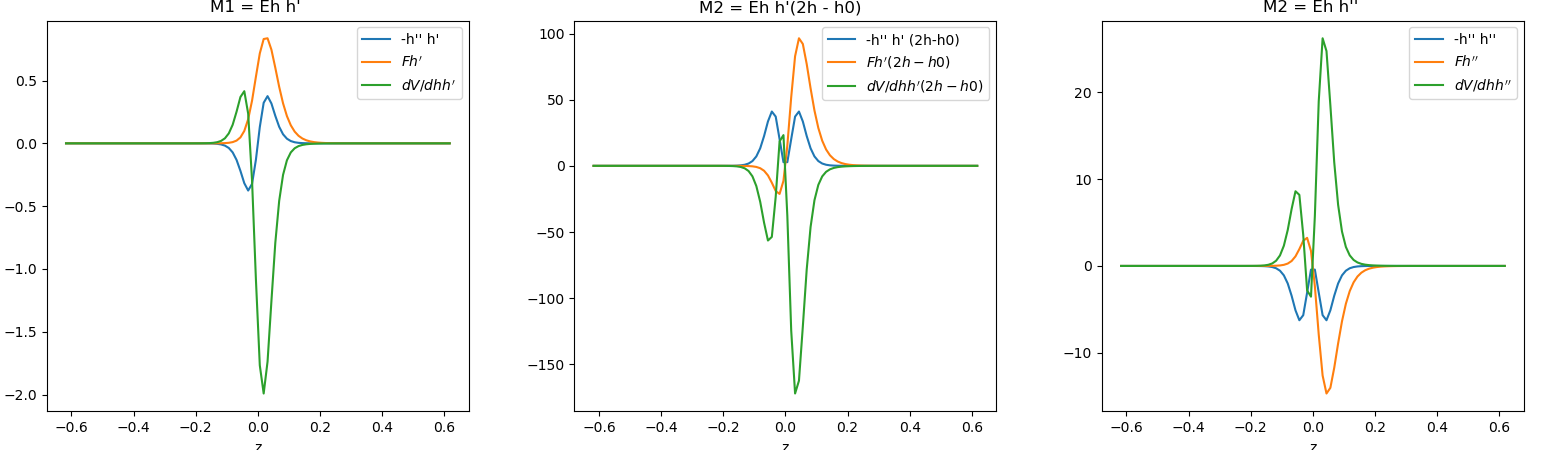 M1 = Eh h'
-h'' h'
Fh′
dV/dhh′
0.5
0.0
−0.5
−1.0
−1.5
−2.0
−0.6 −0.4 −0.2 0.0 0.2 0.4 0.6
z
M2 = Eh h'(2h - h0)
-h'' h' (2h-h0)
Fh′(2h − h0)
dV/dhh′(2h − h0)
100
50
0
−50
−100
−150
−0.6 −0.4 −0.2 0.0 0.2 0.4 0.6
z
M2 = Eh h''
-h'' h''
Fh′′
dV/dhh′′
20
10
0
−10
−0.6 −0.4 −0.2 0.0 0.2 0.4 0.6
z